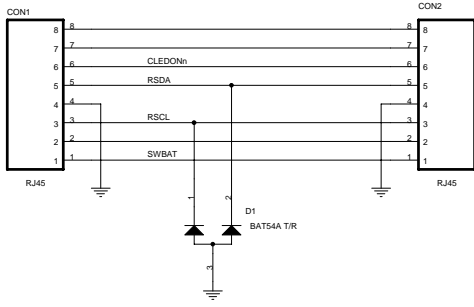 CON1
CON2
8 8 8 8
7 7 7 7
6 6 CLEDONn 6 6
5 5 RSDA 5 5
4 4 4 4
3 3 RSCL 3 3
2 2 2 2
1 1 SWBAT 1 1
RJ45
RJ45
1
2
D1
BAT54A T/R
3